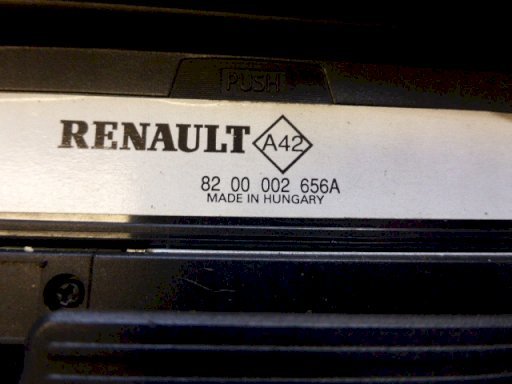 PUSH
RENAULT A42
82 00 002 656A
MADE IN HUNGARY